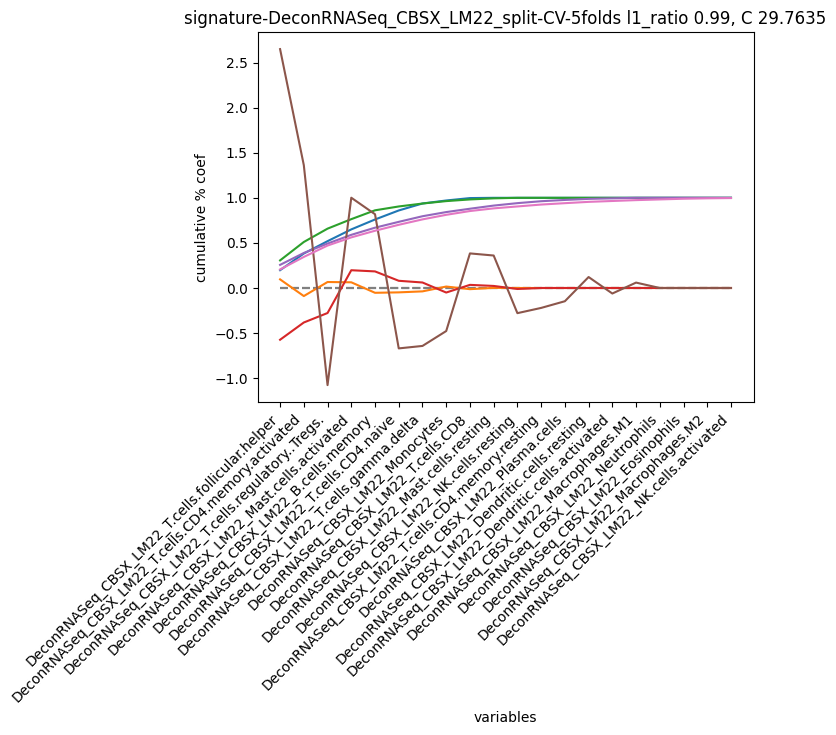 signature-DeconRNASeq_CBSX_LM22_split-CV-5folds l1_ratio 0.99, C 29.7635
cumulative % coef
2.5
2.0
1.5
1.0
0.5
0.0
−0.5
−1.0
DeconRNASeq_CBSX_LM22_T.cells.follicular.helper
DeconRNASeq_CBSX_LM22_T.cells.CD4.memory.activated
DeconRNASeq_CBSX_LM22_T.cells.regulatory..Tregs.
DeconRNASeq_CBSX_LM22_Mast.cells.activated
DeconRNASeq_CBSX_LM22_B.cells.memory
DeconRNASeq_CBSX_LM22_T.cells.CD4.naive
DeconRNASeq_CBSX_LM22_T.cells.gamma.delta
DeconRNASeq_CBSX_LM22_Monocytes
DeconRNASeq_CBSX_LM22_T.cells.CD8
DeconRNASeq_CBSX_LM22_Mast.cells.resting
DeconRNASeq_CBSX_LM22_NK.cells.resting
DeconRNASeq_CBSX_LM22_T.cells.CD4.memory.resting
DeconRNASeq_CBSX_LM22_Plasma.cells
DeconRNASeq_CBSX_LM22_Dendritic.cells.resting
DeconRNASeq_CBSX_LM22_Dendritic.cells.activated
DeconRNASeq_CBSX_LM22_Macrophages.M1
DeconRNASeq_CBSX_LM22_Neutrophils
DeconRNASeq_CBSX_LM22_Eosinophils
DeconRNASeq_CBSX_LM22_Macrophages.M2
DeconRNASeq_CBSX_LM22_NK.cells.activated
variables